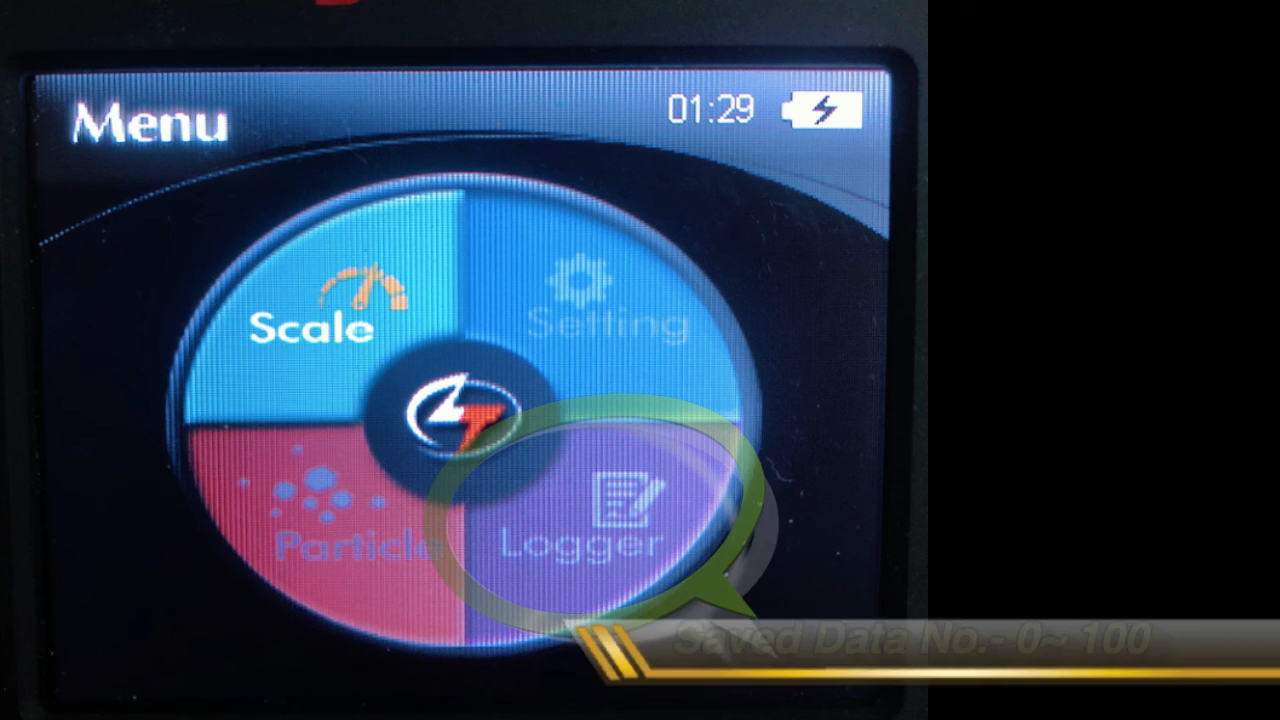 Menu
01:29
Scale
Setting
Particle
Logger
Saved Data No.- 0~ 100